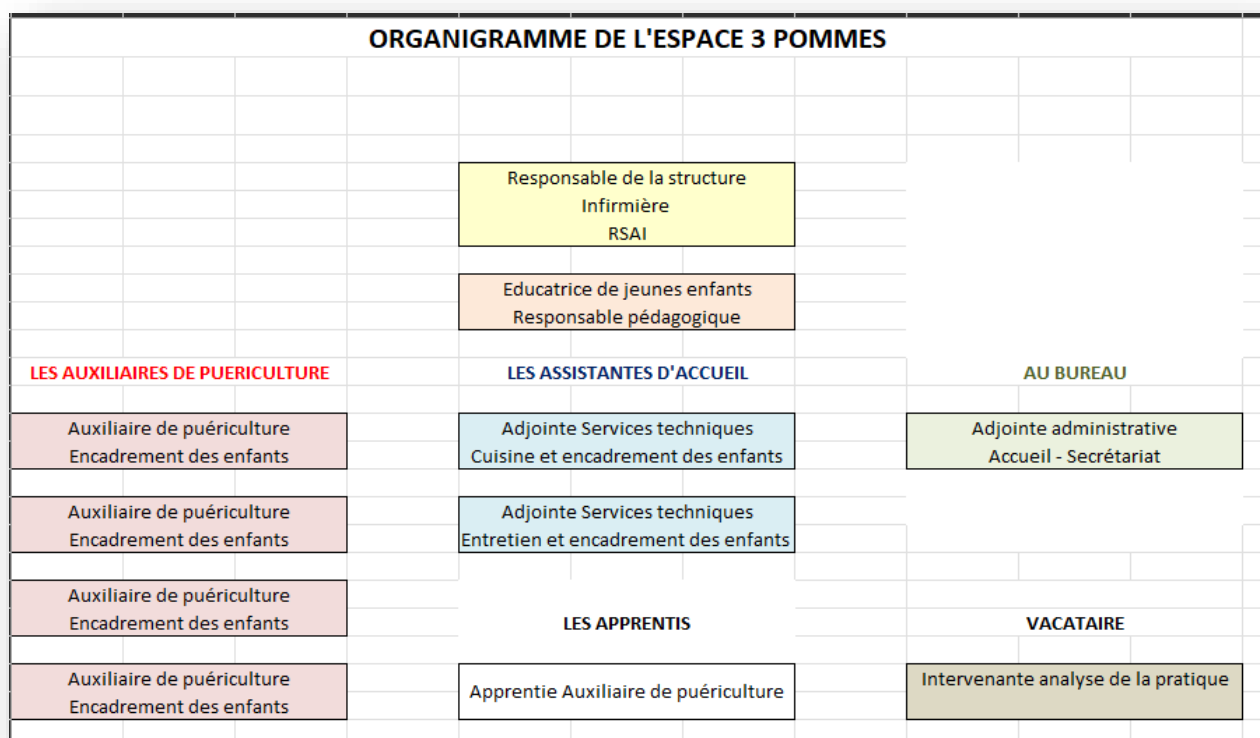 ORGANIGRAMME DE L'ESPACE 3 POMMES
Responsable de la structure
Infirmière
RSAI
Educatrice de jeunes enfants
Responsable pédagogique
LES AUXILIAIRES DE PUERICULTURE
Auxiliaire de puériculture
Encadrement des enfants
Auxiliaire de puériculture
Encadrement des enfants
Auxiliaire de puériculture
Encadrement des enfants
Auxiliaire de puériculture
Encadrement des enfants
LES ASSISTANTES D'ACCUEIL
Adjointe Services techniques
Cuisine et encadrement des enfants
Adjointe Services techniques
Entretien et encadrement des enfants
LES APPRENTIS
Apprentie Auxiliaire de puériculture
AU BUREAU
Adjointe administrative
Accueil - Secrétariat
VACATAIRE
Intervenante analyse de la pratique